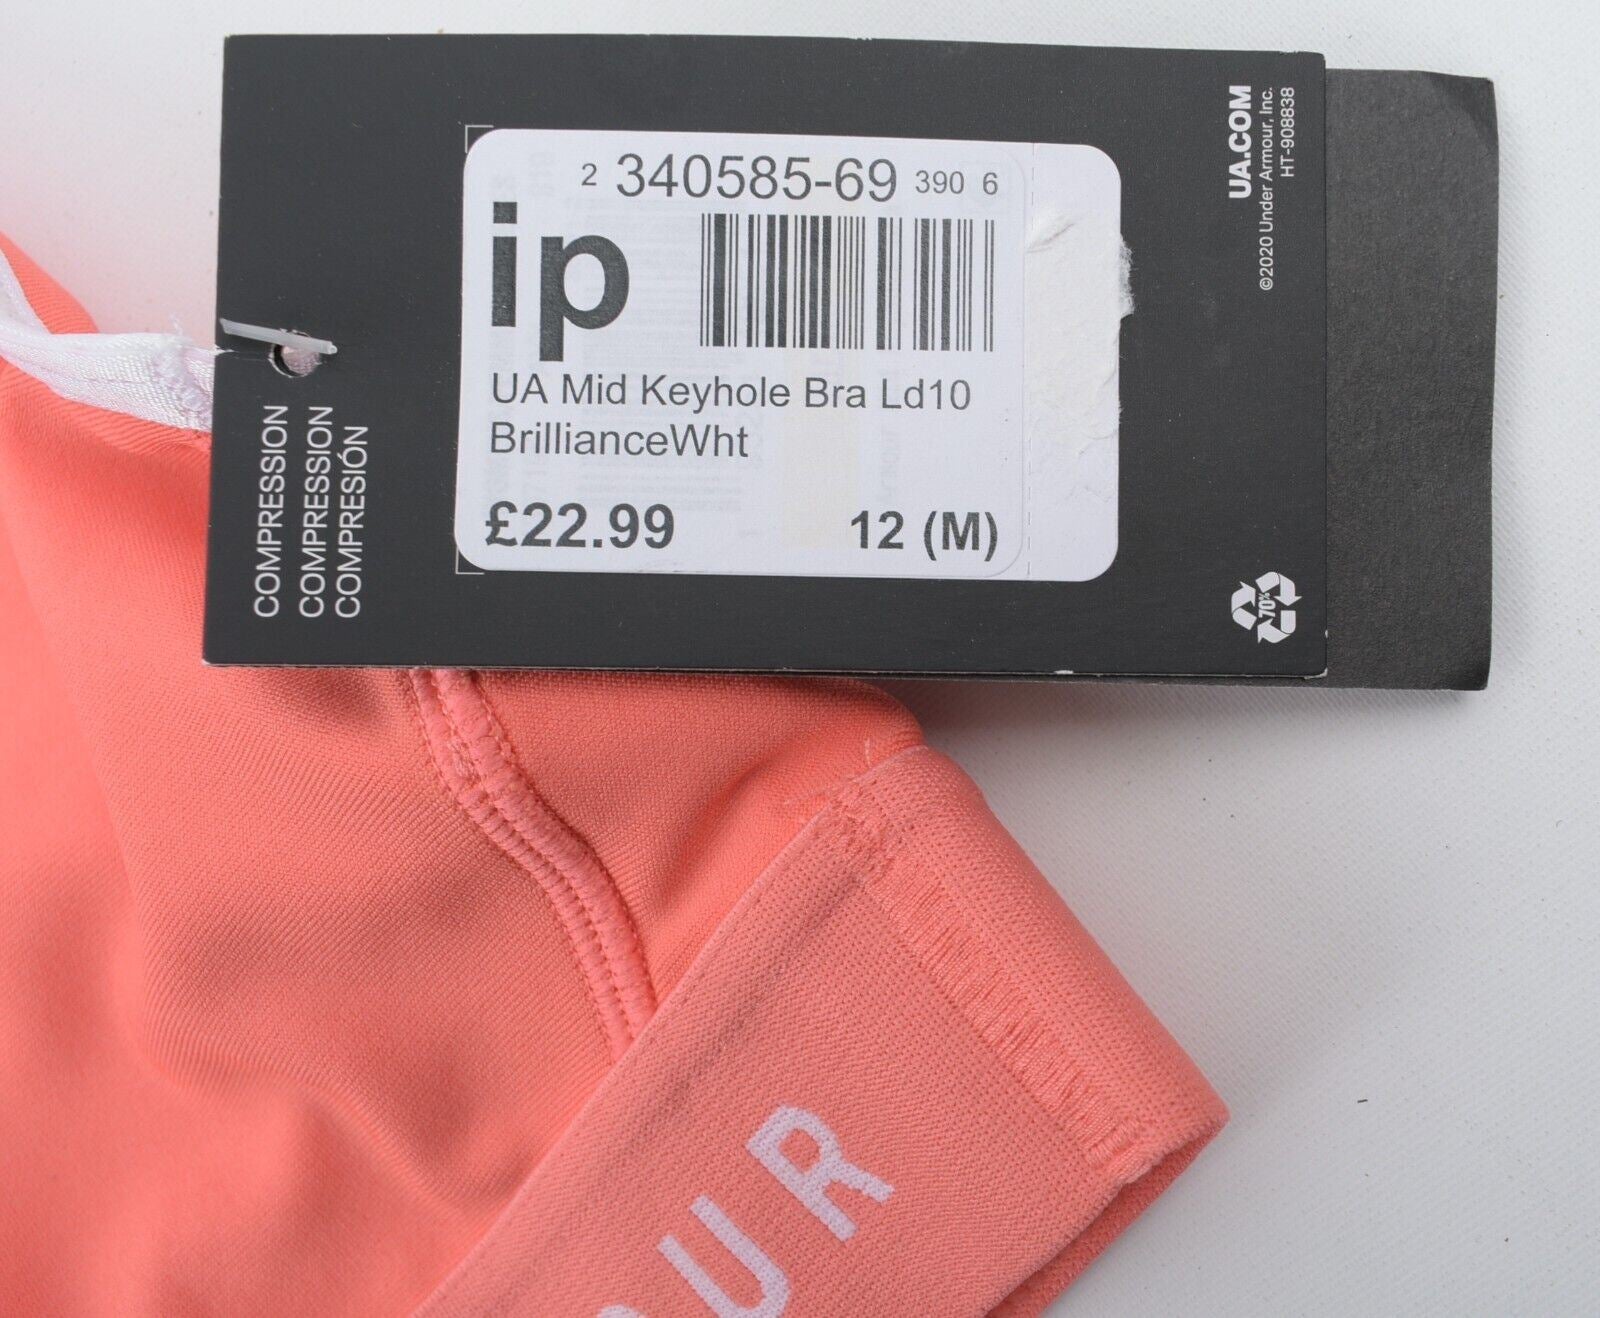 2 340585-69 390 6
ip
UA Mid Keyhole Bra Ld10
BrillianceWht
£22.99 12 (M)
COMPRESSION
COMPRESSION
COMPRESIÓN
UA.COM
©2020 Under Armour, Inc.
HT-908838
70%
OUR